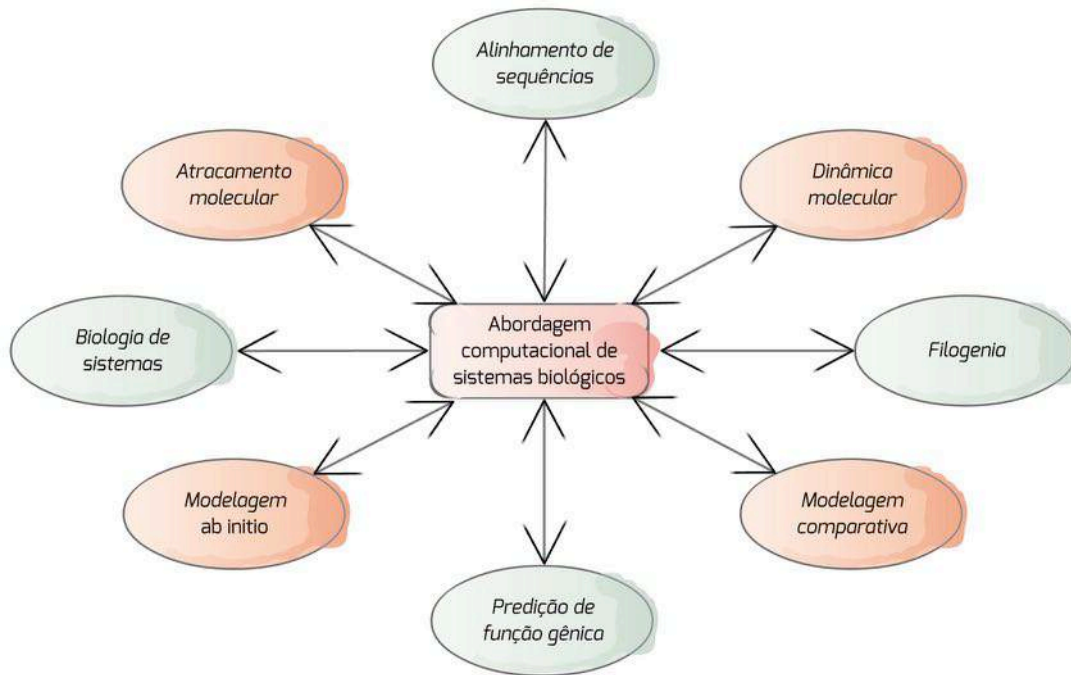 Alinhamento de
sequências
Atracamento
molecular
Dinâmica
molecular
Biologia de
sistemas
Abordagem
computacional de
sistemas biológicos
Filogenia
Modelagem
ab initio
Modelagem
comparativa
Predição de
função gênica